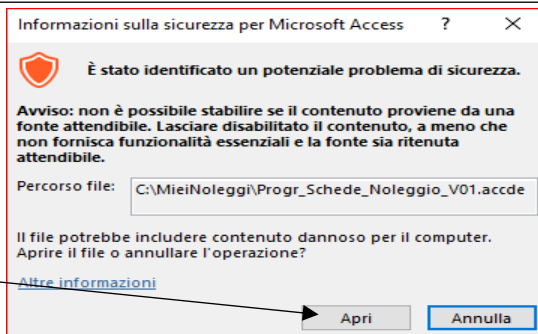 Informazioni sulla sicurezza per Microsoft Access ? ×
È stato identificato un potenziale problema di sicurezza.
Avviso: non è possibile stabilire se il contenuto proviene da una
fonte attendibile. Lasciare disabilitato il contenuto, a meno che
non fornisca funzionalità essenziali e la fonte sia ritenuta
attendibile.
Percorso file: C:\MieiNoleggi\Progr_Schede_Noleggio_V01.accde
Il file potrebbe includere contenuto dannoso per il computer.
Aprire il file o annullare l'operazione?
Altre informazioni
Apri Annulla